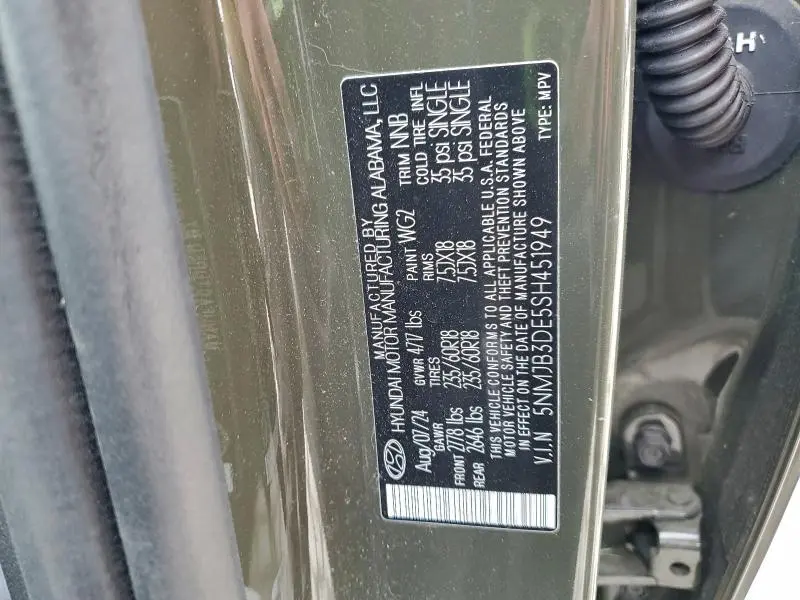 MANUFACTURED BY
HYUNDAI MOTOR MANUFACTURING ALABAMA, LLC
Aug/07/24 GVWR 4717 lbs PAINT WG2 TRIM NNB
GAWR TIRES RIMS COLD TIRE INFL
FRONT 2778 lbs 235/60R18 7.5JX18 35 psi SINGLE
REAR 2646 lbs 235/60R18 7.5JX18 35 psi SINGLE
THIS VEHICLE CONFORMS TO ALL APPLICABLE U.S.A. FEDERAL
MOTOR VEHICLE SAFETY AND THEFT PREVENTION STANDARDS
IN EFFECT ON THE DATE OF MANUFACTURE SHOWN ABOVE
V.I.N 5NMJB3DE5SH451949 TYPE: MPV
H